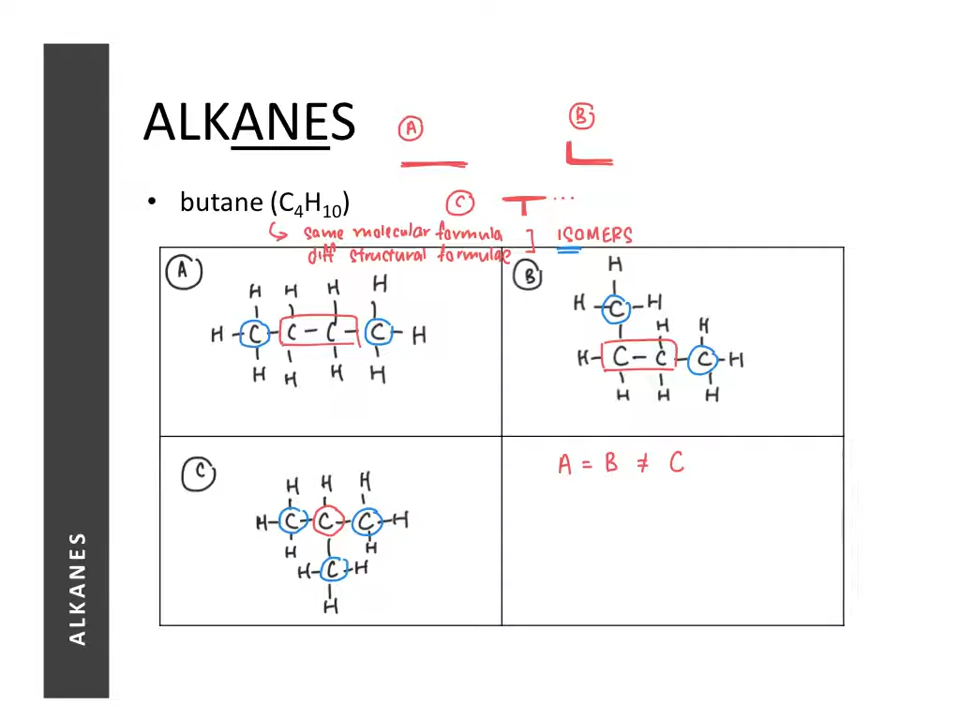 ALKANES
A
B
• butane (C4H10)
C
...
↳ same molecular formula ] ISOMERS
diff structural formulae
A
H H H H
H-C-C-C-C-H
H H H H
B
H
H-C-H
H H
H-C-C-C-H
H H H
C
H H H
H-C-C-C-H
H H
H-C-H
H
A = B ≠ C
ALKANES